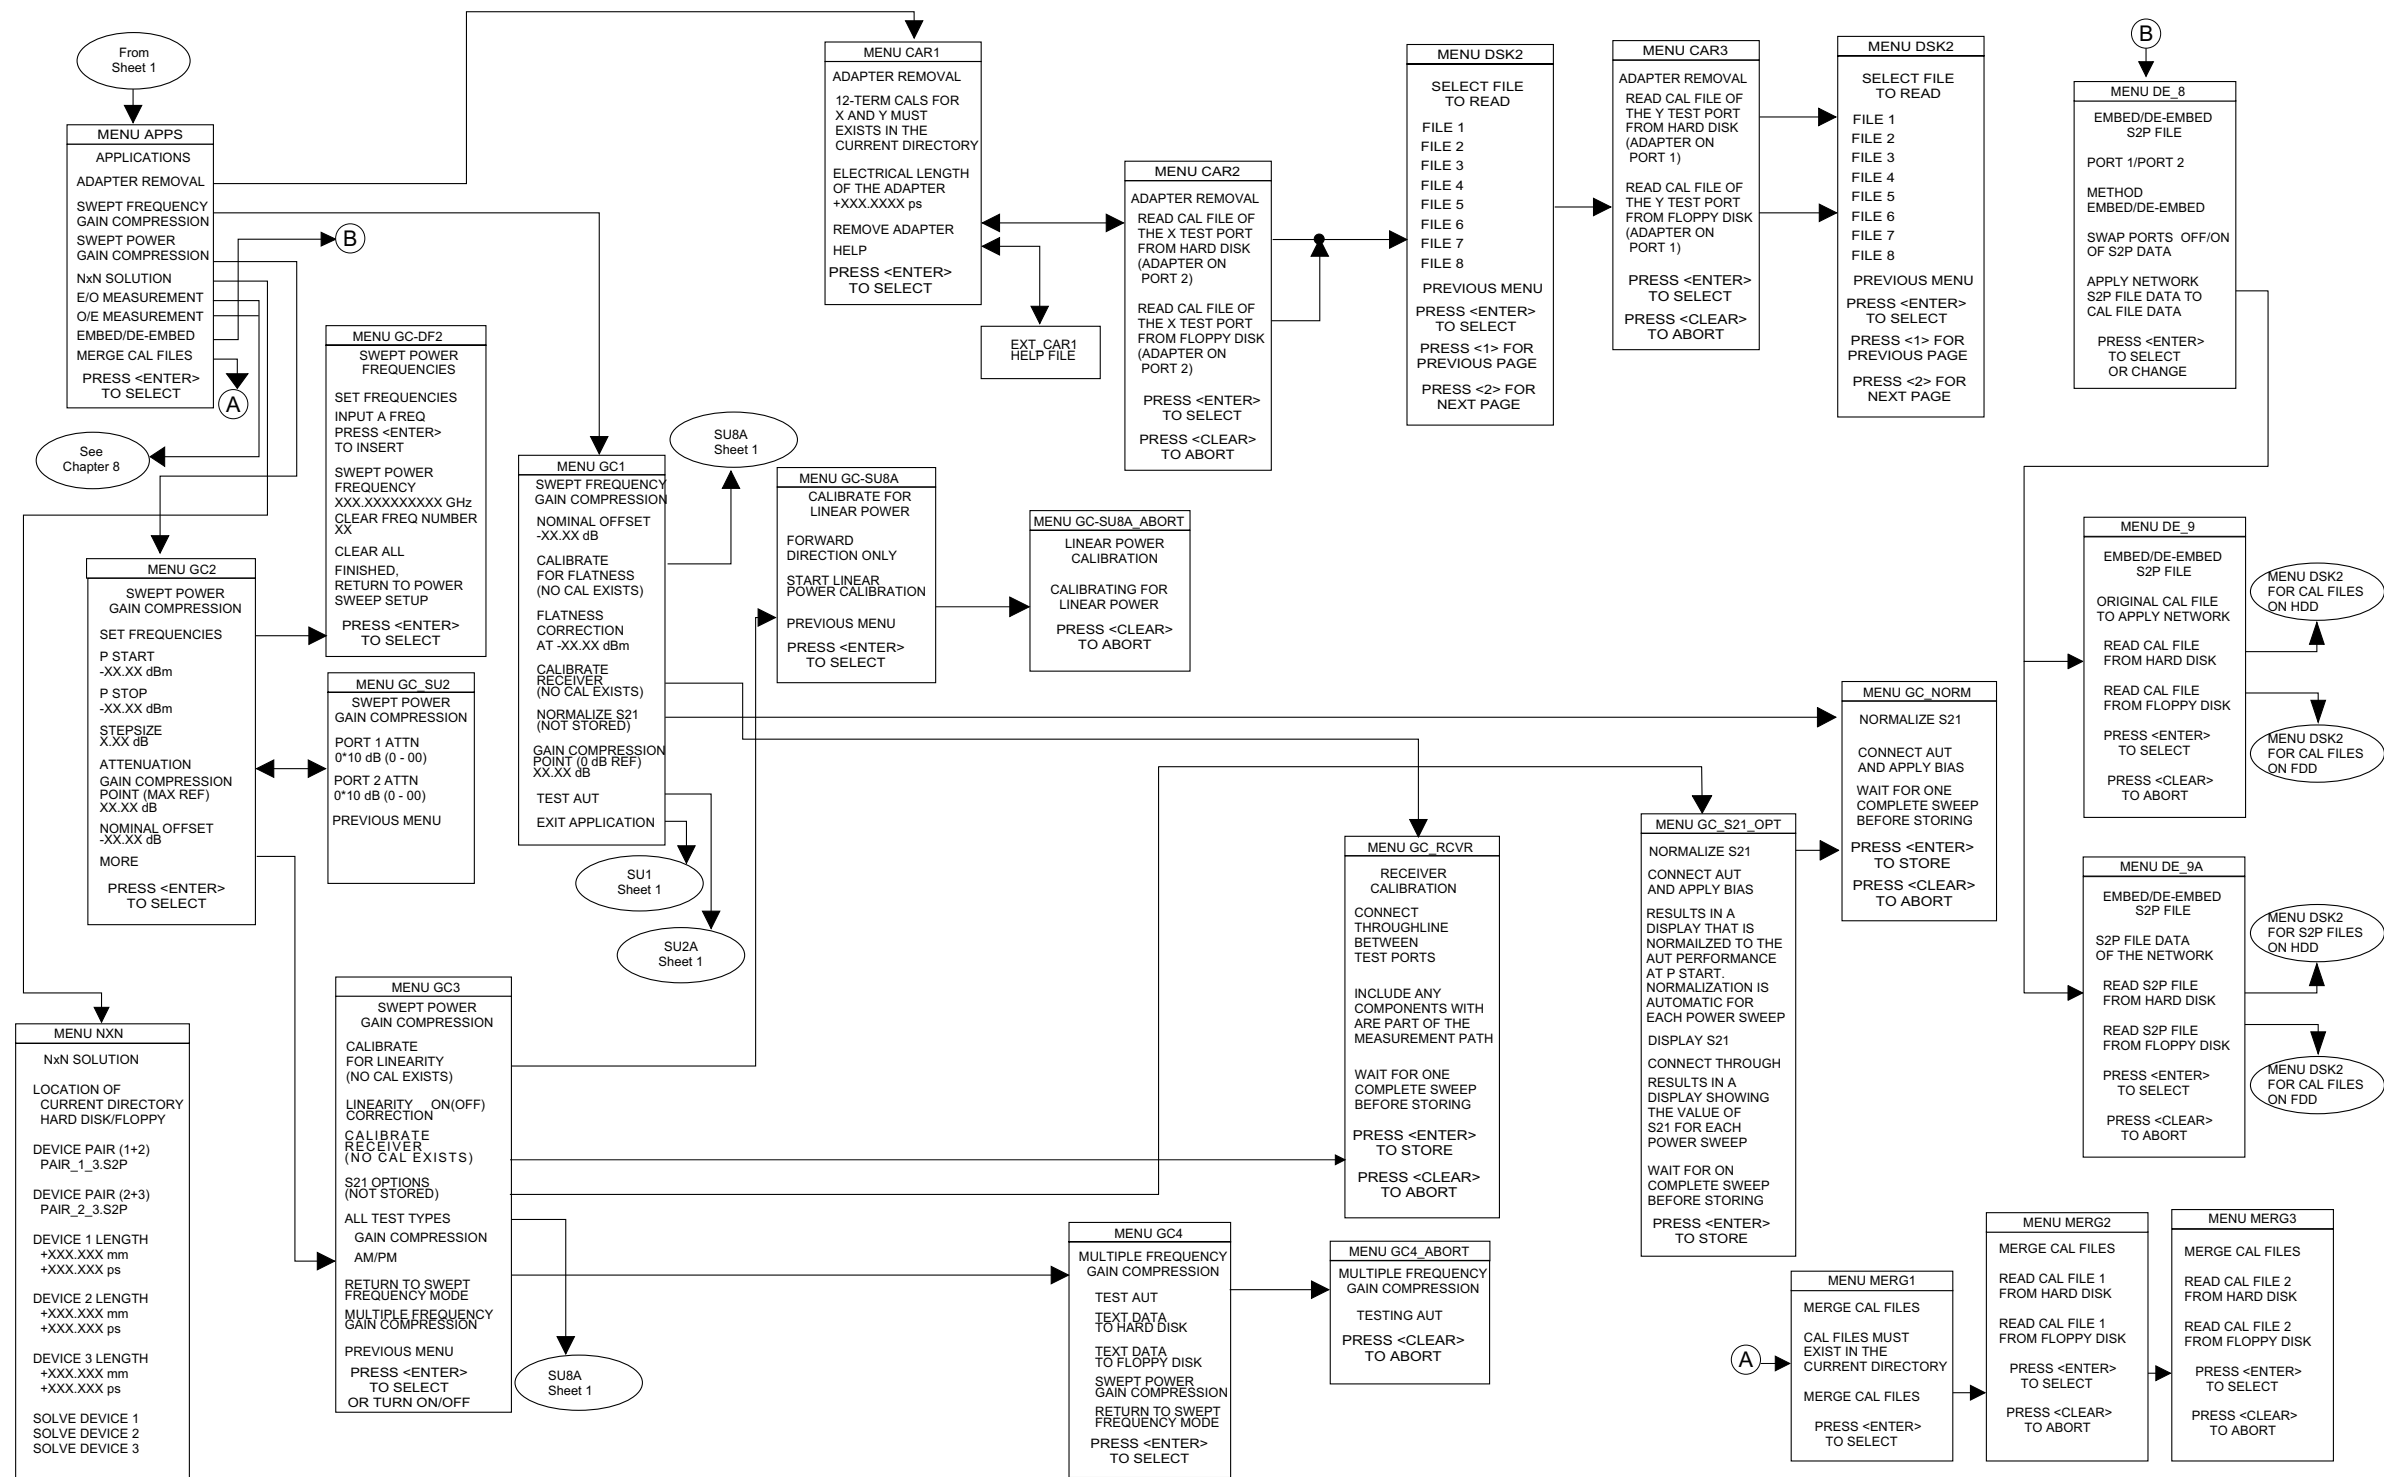 From
Sheet 1
MENU APPS
APPLICATIONS
ADAPTER REMOVAL
SWEPT FREQUENCY
GAIN COMPRESSION
SWEPT POWER
GAIN COMPRESSION
NxN SOLUTION
E/O MEASUREMENT
O/E MEASUREMENT
EMBED/DE-EMBED
MERGE CAL FILES
PRESS <ENTER>
TO SELECT
B
A
See
Chapter 8
MENU GC-DF2
SWEPT POWER
FREQUENCIES
SET FREQUENCIES
INPUT A FREQ
PRESS <ENTER>
TO INSERT
SWEPT POWER
FREQUENCY
XXX.XXXXXXXXX GHz
CLEAR FREQ NUMBER
XX
CLEAR ALL
FINISHED,
RETURN TO POWER
SWEEP SETUP
PRESS <ENTER>
TO SELECT
MENU GC2
SWEPT POWER
GAIN COMPRESSION
SET FREQUENCIES
P START
-XX.XX dBm
P STOP
-XX.XX dBm
STEPSIZE
X.XX dB
ATTENUATION
GAIN COMPRESSION
POINT (MAX REF)
XX.XX dB
NOMINAL OFFSET
-XX.XX dB
MORE
PRESS <ENTER>
TO SELECT
MENU GC_SU2
SWEPT POWER
GAIN COMPRESSION
PORT 1 ATTN
0*10 dB (0 - 00)
PORT 2 ATTN
0*10 dB (0 - 00)
PREVIOUS MENU
MENU NXN
NxN SOLUTION
LOCATION OF
CURRENT DIRECTORY
HARD DISK/FLOPPY
DEVICE PAIR (1+2)
PAIR_1_3.S2P
DEVICE PAIR (2+3)
PAIR_2_3.S2P
DEVICE 1 LENGTH
+XXX.XXX mm
+XXX.XXX ps
DEVICE 2 LENGTH
+XXX.XXX mm
+XXX.XXX ps
DEVICE 3 LENGTH
+XXX.XXX mm
+XXX.XXX ps
SOLVE DEVICE 1
SOLVE DEVICE 2
SOLVE DEVICE 3
MENU GC3
SWEPT POWER
GAIN COMPRESSION
CALIBRATE
FOR LINEARITY
(NO CAL EXISTS)
LINEARITY ON(OFF)
CORRECTION
CALIBRATE
RECEIVER
(NO CAL EXISTS)
S21 OPTIONS
(NOT STORED)
ALL TEST TYPES
GAIN COMPRESSION
AM/PM
RETURN TO SWEPT
FREQUENCY MODE
MULTIPLE FREQUENCY
GAIN COMPRESSION
PREVIOUS MENU
PRESS <ENTER>
TO SELECT
OR TURN ON/OFF
SU8A
Sheet 1
MENU GC1
SWEPT FREQUENCY
GAIN COMPRESSION
NOMINAL OFFSET
-XX.XX dB
CALIBRATE
FOR FLATNESS
(NO CAL EXISTS)
FLATNESS
CORRECTION
AT -XX.XX dBm
CALIBRATE
RECEIVER
(NO CAL EXISTS)
NORMALIZE S21
(NOT STORED)
GAIN COMPRESSION
POINT (0 dB REF)
XX.XX dB
TEST AUT
EXIT APPLICATION
SU8A
Sheet 1
SU1
Sheet 1
SU2A
Sheet 1
MENU GC-SU8A
CALIBRATE FOR
LINEAR POWER
FORWARD
DIRECTION ONLY
START LINEAR
POWER CALIBRATION
PREVIOUS MENU
PRESS <ENTER>
TO SELECT
MENU GC-SU8A_ABORT
LINEAR POWER
CALIBRATION
CALIBRATING FOR
LINEAR POWER
PRESS <CLEAR>
TO ABORT
MENU CAR1
ADAPTER REMOVAL
12-TERM CALS FOR
X AND Y MUST
EXISTS IN THE
CURRENT DIRECTORY
ELECTRICAL LENGTH
OF THE ADAPTER
+XXX.XXXX ps
REMOVE ADAPTER
HELP
PRESS <ENTER>
TO SELECT
EXT_CAR1
HELP FILE
MENU CAR2
ADAPTER REMOVAL
READ CAL FILE OF
THE X TEST PORT
FROM HARD DISK
(ADAPTER ON
PORT 2)
READ CAL FILE OF
THE X TEST PORT
FROM FLOPPY DISK
(ADAPTER ON
PORT 2)
PRESS <ENTER>
TO SELECT
PRESS <CLEAR>
TO ABORT
MENU DSK2
SELECT FILE
TO READ
FILE 1
FILE 2
FILE 3
FILE 4
FILE 5
FILE 6
FILE 7
FILE 8
PREVIOUS MENU
PRESS <ENTER>
TO SELECT
PRESS <1> FOR
PREVIOUS PAGE
PRESS <2> FOR
NEXT PAGE
MENU CAR3
ADAPTER REMOVAL
READ CAL FILE OF
THE Y TEST PORT
FROM HARD DISK
(ADAPTER ON
PORT 1)
READ CAL FILE OF
THE Y TEST PORT
FROM FLOPPY DISK
(ADAPTER ON
PORT 1)
PRESS <ENTER>
TO SELECT
PRESS <CLEAR>
TO ABORT
MENU DSK2
SELECT FILE
TO READ
FILE 1
FILE 2
FILE 3
FILE 4
FILE 5
FILE 6
FILE 7
FILE 8
PREVIOUS MENU
PRESS <ENTER>
TO SELECT
PRESS <1> FOR
PREVIOUS PAGE
PRESS <2> FOR
NEXT PAGE
B
MENU DE_8
EMBED/DE-EMBED
S2P FILE
PORT 1/PORT 2
METHOD
EMBED/DE-EMBED
SWAP PORTS OFF/ON
OF S2P DATA
APPLY NETWORK
S2P FILE DATA TO
CAL FILE DATA
PRESS <ENTER>
TO SELECT
OR CHANGE
MENU DE_9
EMBED/DE-EMBED
S2P FILE
ORIGINAL CAL FILE
TO APPLY NETWORK
READ CAL FILE
FROM HARD DISK
READ CAL FILE
FROM FLOPPY DISK
PRESS <ENTER>
TO SELECT
PRESS <CLEAR>
TO ABORT
MENU DSK2
FOR CAL FILES
ON HDD
MENU DSK2
FOR CAL FILES
ON FDD
MENU DE_9A
EMBED/DE-EMBED
S2P FILE
S2P FILE DATA
OF THE NETWORK
READ S2P FILE
FROM HARD DISK
READ S2P FILE
FROM FLOPPY DISK
PRESS <ENTER>
TO SELECT
PRESS <CLEAR>
TO ABORT
MENU DSK2
FOR S2P FILES
ON HDD
MENU DSK2
FOR CAL FILES
ON FDD
MENU GC_NORM
NORMALIZE S21
CONNECT AUT
AND APPLY BIAS
WAIT FOR ONE
COMPLETE SWEEP
BEFORE STORING
PRESS <ENTER>
TO STORE
PRESS <CLEAR>
TO ABORT
MENU GC_S21_OPT
NORMALIZE S21
CONNECT AUT
AND APPLY BIAS
RESULTS IN A
DISPLAY THAT IS
NORMAILZED TO THE
AUT PERFORMANCE
AT P START.
NORMALIZATION IS
AUTOMATIC FOR
EACH POWER SWEEP
DISPLAY S21
CONNECT THROUGH
RESULTS IN A
DISPLAY SHOWING
THE VALUE OF
S21 FOR EACH
POWER SWEEP
WAIT FOR ON
COMPLETE SWEEP
BEFORE STORING
PRESS <ENTER>
TO STORE
MENU GC_RCVR
RECEIVER
CALIBRATION
CONNECT
THROUGHLINE
BETWEEN
TEST PORTS
INCLUDE ANY
COMPONENTS WITH
ARE PART OF THE
MEASUREMENT PATH
WAIT FOR ONE
COMPLETE SWEEP
BEFORE STORING
PRESS <ENTER>
TO STORE
PRESS <CLEAR>
TO ABORT
MENU GC4
MULTIPLE FREQUENCY
GAIN COMPRESSION
TEST AUT
TEXT DATA
TO HARD DISK
TEXT DATA
TO FLOPPY DISK
SWEPT POWER
GAIN COMPRESSION
RETURN TO SWEPT
FREQUENCY MODE
PRESS <ENTER>
TO SELECT
MENU GC4_ABORT
MULTIPLE FREQUENCY
GAIN COMPRESSION
TESTING AUT
PRESS <CLEAR>
TO ABORT
A
MENU MERG1
MERGE CAL FILES
CAL FILES MUST
EXIST IN THE
CURRENT DIRECTORY
MERGE CAL FILES
PRESS <ENTER>
TO SELECT
MENU MERG2
MERGE CAL FILES
READ CAL FILE 1
FROM HARD DISK
READ CAL FILE 1
FROM FLOPPY DISK
PRESS <ENTER>
TO SELECT
PRESS <CLEAR>
TO ABORT
MENU MERG3
MERGE CAL FILES
READ CAL FILE 2
FROM HARD DISK
READ CAL FILE 2
FROM FLOPPY DISK
PRESS <ENTER>
TO SELECT
PRESS <CLEAR>
TO ABORT